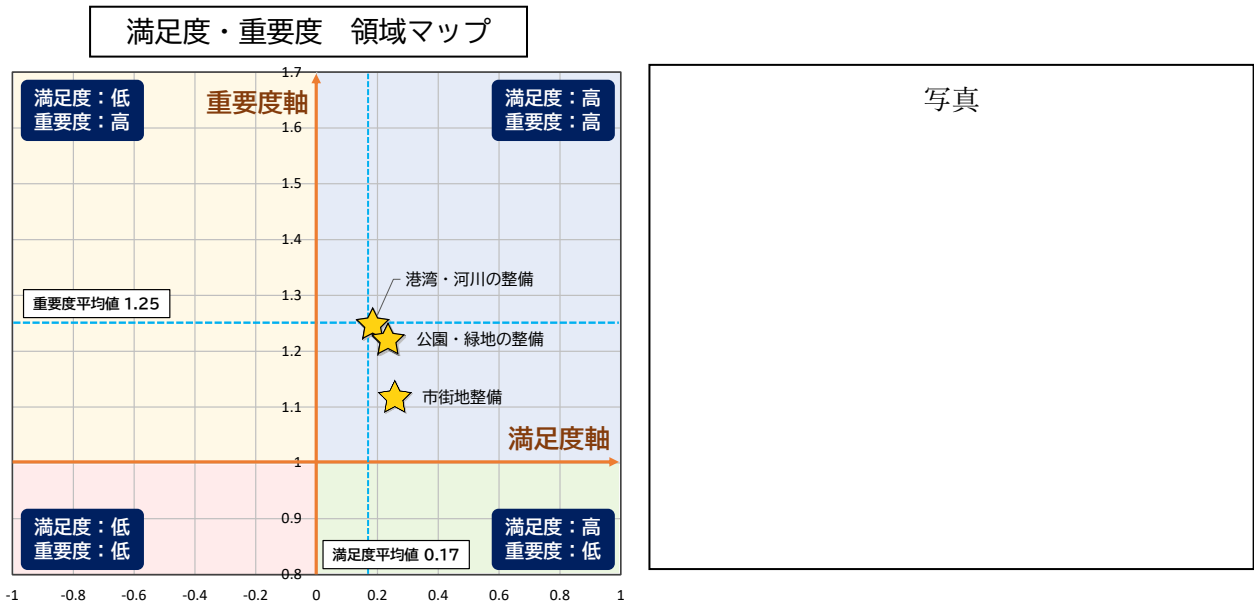 満足度・重要度　領域マップ
写真
満足度：低
重要度：高
重要度軸
満足度：高
重要度：高
1.7
1.6
1.5
1.4
1.3
1.2
1.1
1
0.9
0.8
港湾・河川の整備
重要度平均値 1.25
公園・緑地の整備
市街地整備
満足度軸
満足度：低
重要度：低
満足度：高
重要度：低
満足度平均値 0.17
-1 -0.8 -0.6 -0.4 -0.2 0 0.2 0.4 0.6 0.8 1